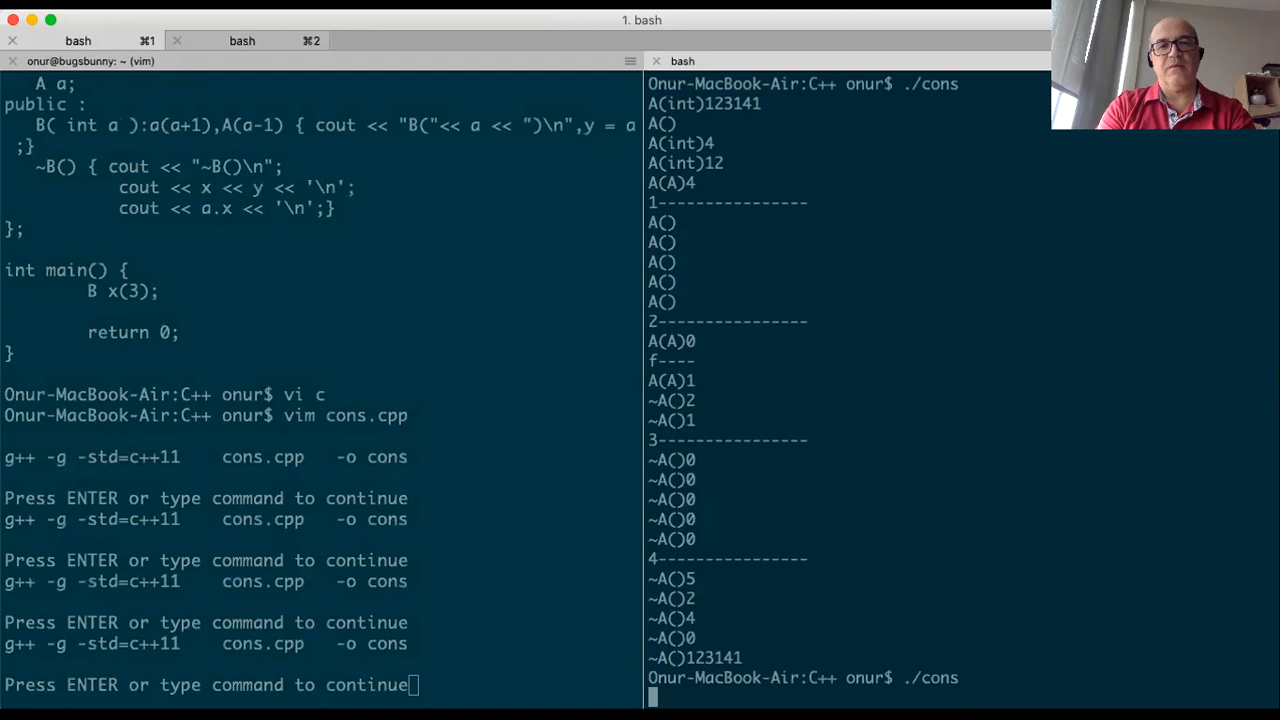 1. bash
bash ⌘1
bash ⌘2
onur@bugsbunny: ~ (vim)
A a;
public :
B( int a ):a(a+1),A(a-1) { cout << "B("<< a << ")\n",y = a
;}
~B() { cout << "~B()\n";
cout << x << y << '\n';
cout << a.x << '\n';}
};
int main() {
B x(3);
return 0;
}
Onur-MacBook-Air:C++ onur$ vi c
Onur-MacBook-Air:C++ onur$ vim cons.cpp
g++ -g -std=c++11 cons.cpp -o cons
Press ENTER or type command to continue
g++ -g -std=c++11 cons.cpp -o cons
Press ENTER or type command to continue
g++ -g -std=c++11 cons.cpp -o cons
Press ENTER or type command to continue
g++ -g -std=c++11 cons.cpp -o cons
Press ENTER or type command to continue
bash
Onur-MacBook-Air:C++ onur$ ./cons
A(int)123141
A()
A(int)4
A(int)12
A(A)4
1----------------
A()
A()
A()
A()
A()
2----------------
A(A)0
f----
A(A)1
~A()2
~A()1
3----------------
~A()0
~A()0
~A()0
~A()0
~A()0
4----------------
~A()5
~A()2
~A()4
~A()0
~A()123141
Onur-MacBook-Air:C++ onur$ ./cons